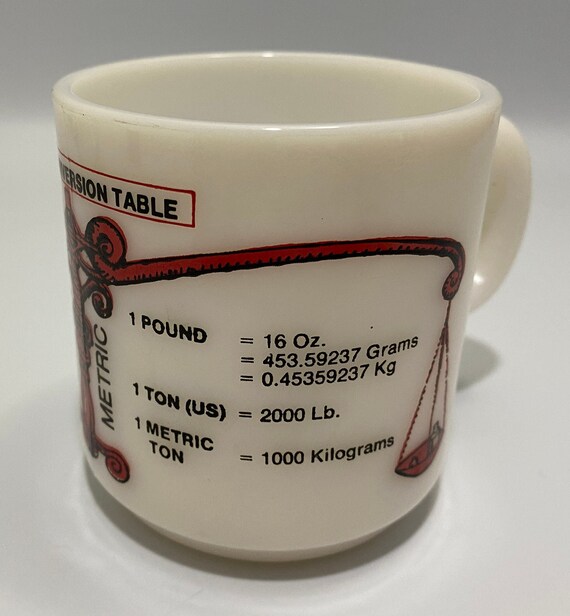 VERSION TABLE
METRIC
1 POUND = 16 Oz.
= 453.59237 Grams
= 0.45359237 Kg
1 TON (US) = 2000 Lb.
1 METRIC
TON = 1000 Kilograms